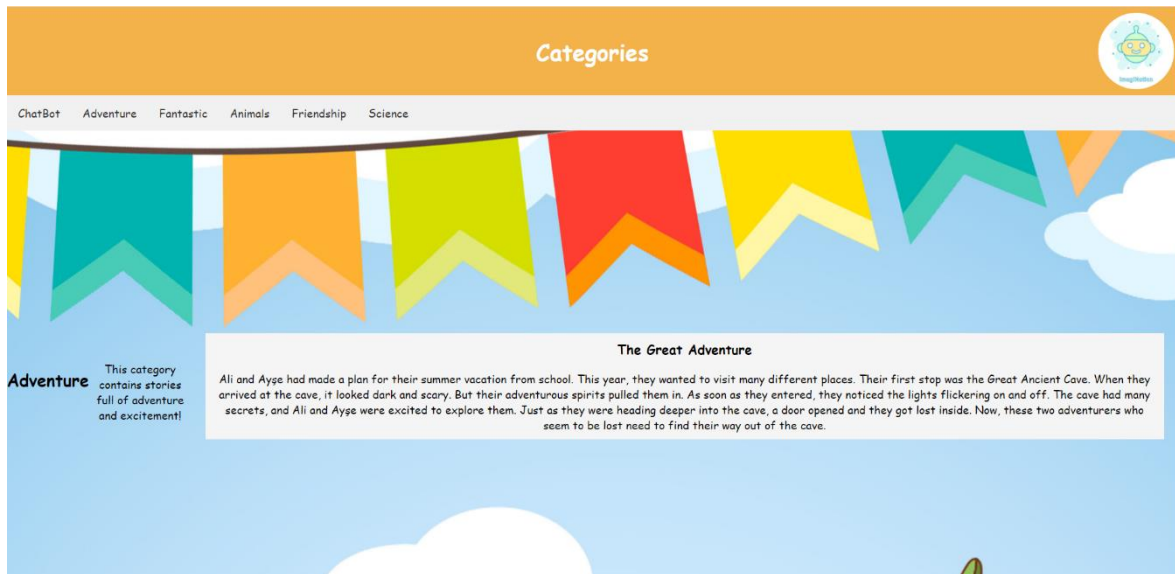 Categories
ImagiNation
ChatBot Adventure Fantastic Animals Friendship Science
Adventure
This category
contains stories
full of adventure
and excitement!
The Great Adventure
Ali and Ayşe had made a plan for their summer vacation from school. This year, they wanted to visit many different places. Their first stop was the Great Ancient Cave. When they
arrived at the cave, it looked dark and scary. But their adventurous spirits pulled them in. As soon as they entered, they noticed the lights flickering on and off. The cave had many
secrets, and Ali and Ayşe were excited to explore them. Just as they were heading deeper into the cave, a door opened and they got lost inside. Now, these two adventurers who
seem to be lost need to find their way out of the cave.